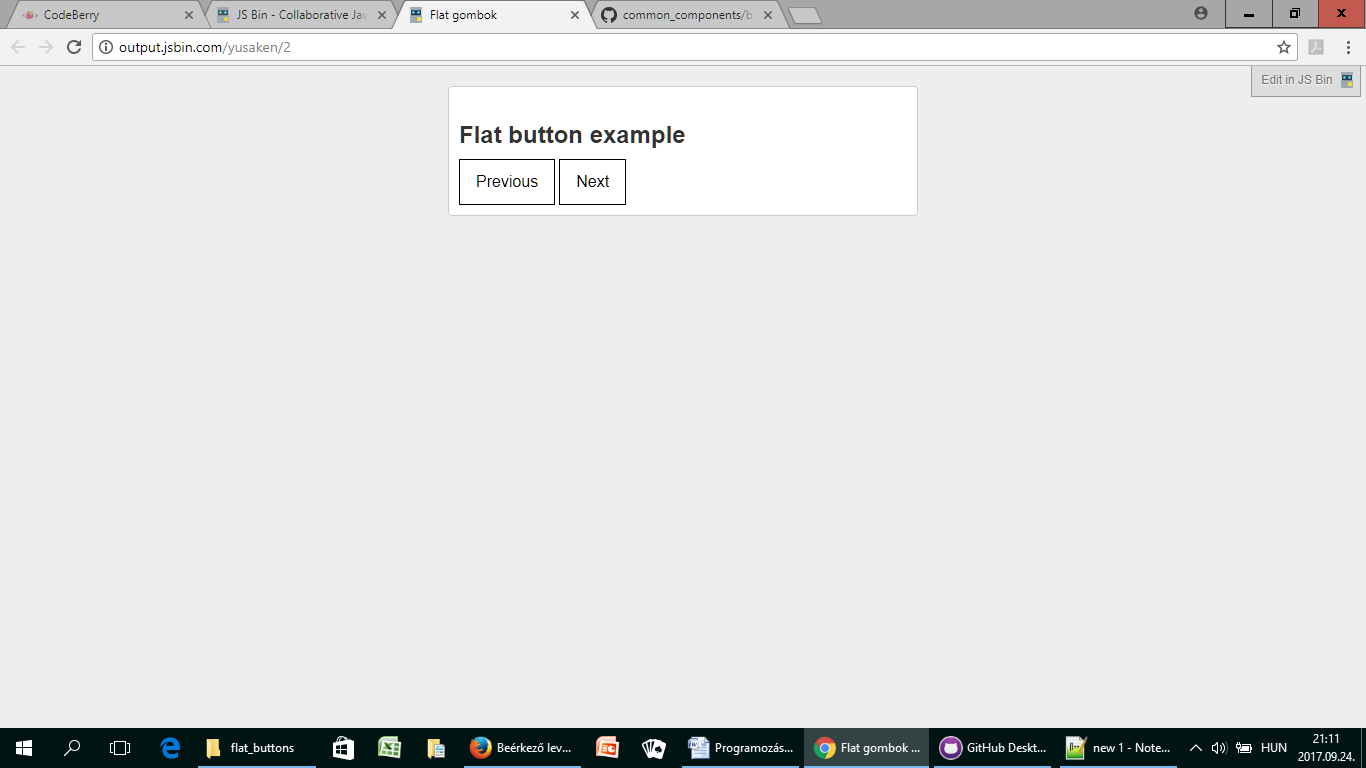 CodeBerry
JS Bin - Collaborative Jav
Flat gombok
common_components/b
output.jsbin.com/yusaken/2
Edit in JS Bin
Flat button example
Previous Next
flat_buttons
Beérkező lev...
Programozás...
Flat gombok ...
GitHub Deskt...
new 1 - Note...
HUN
21:11
2017.09.24.